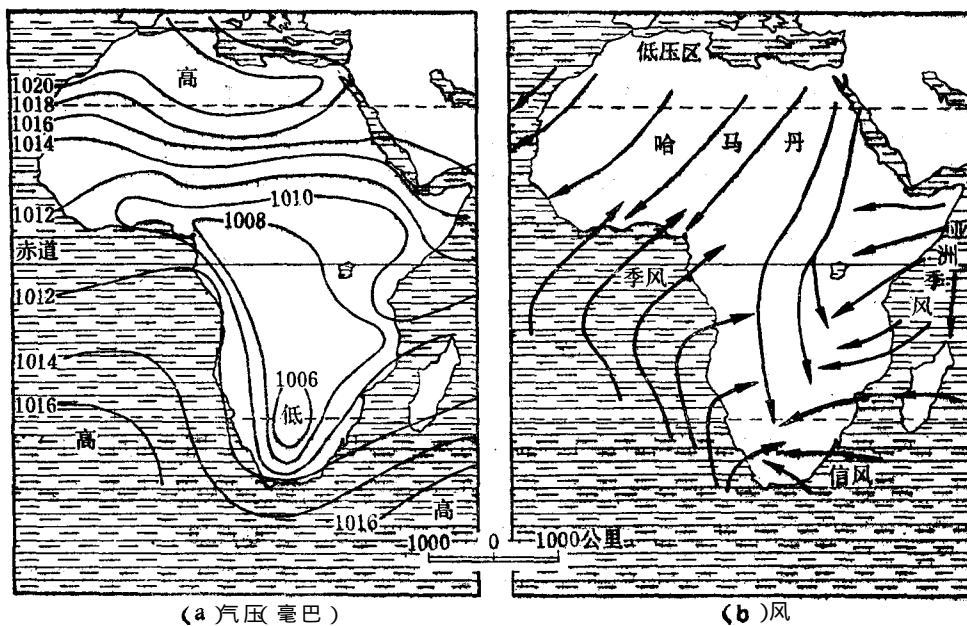 高
1020
1018
1016
1014
1010
1008
1012
赤道
1012
1014
1006
低
1016
高
高
1016
低压区
哈 马 丹
季风
亚东季风
信风
1000 0 1000公里
(a)气压(毫巴)
(b)风